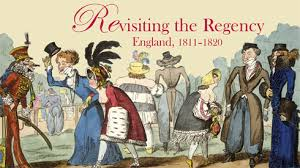 Revisiting the Regency
England, 1811–1820